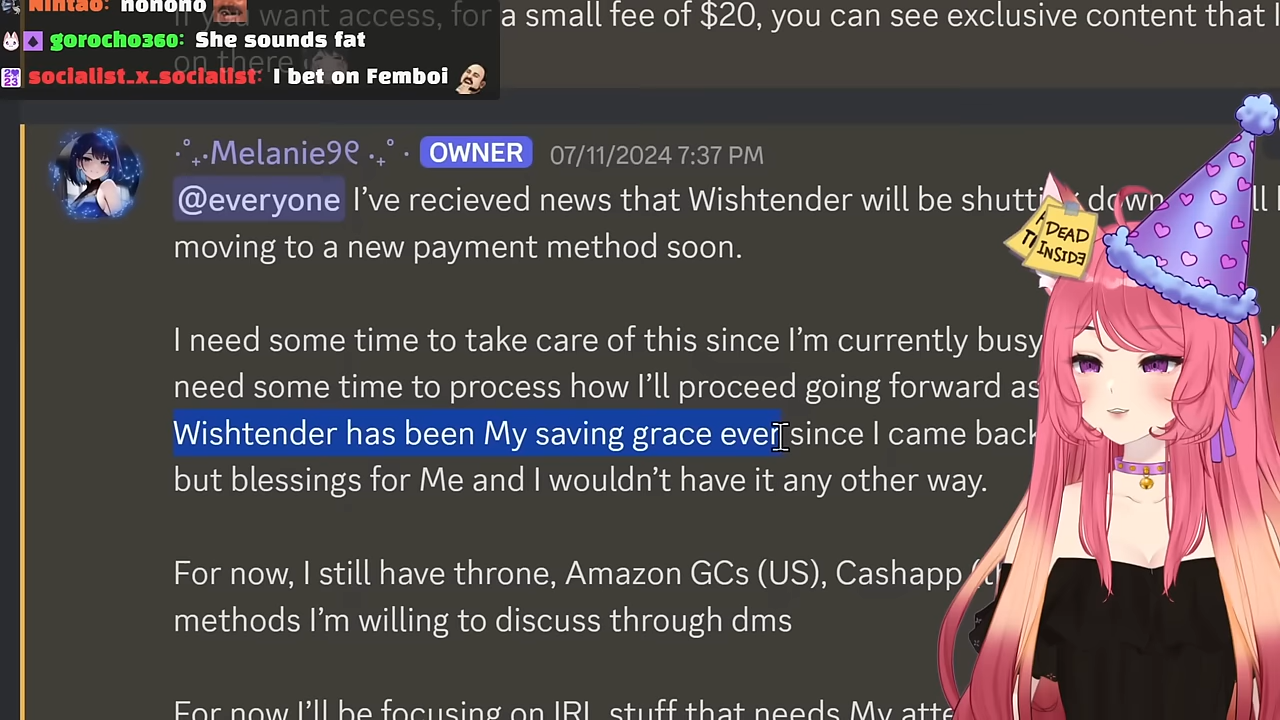 If you want access, for a small fee of $20, you can see exclusive content that I
on there
Nintao: nonono
gorocho360: She sounds fat
socialist_x_socialist: I bet on Femboi
Melanie OWNER 07/11/2024 7:37 PM
@everyone I've recieved news that Wishtender will be shutti down
moving to a new payment method soon.
I need some time to take care of this since I'm currently busy
need some time to process how I'll proceed going forward as
Wishtender has been My saving grace ever since I came back
but blessings for Me and I wouldn't have it any other way.
For now, I still have throne, Amazon GCs (US), Cashapp
methods I'm willing to discuss through dms
For now I'll be focusing on IRL stuff that needs My atte
DEAD
INSIDE